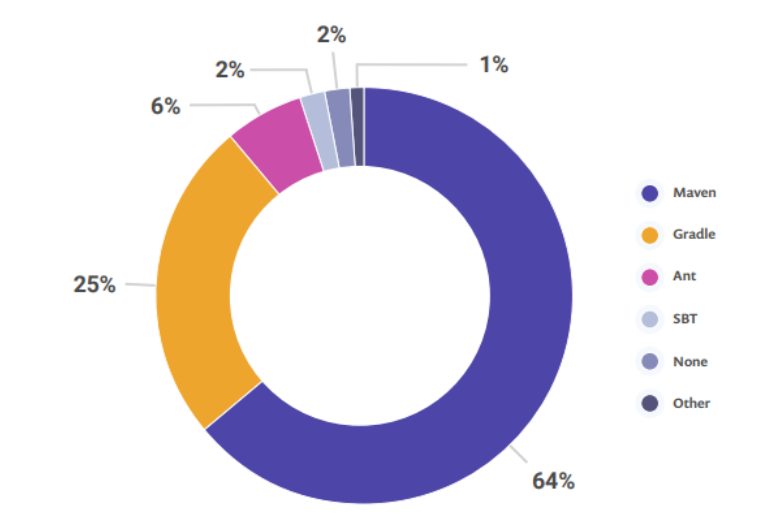 2%
1%
2%
6%
25%
64%
Maven
Gradle
Ant
SBT
None
Other